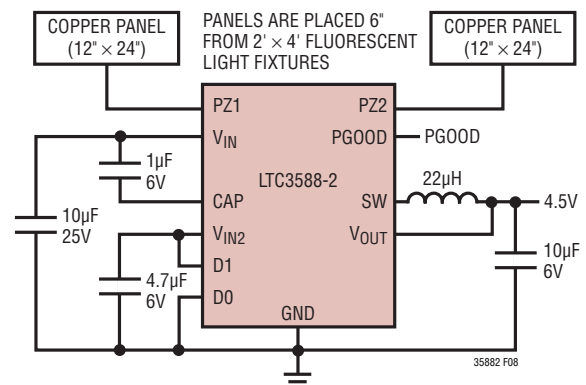 COPPER PANEL
(12" × 24")
PANELS ARE PLACED 6"
FROM 2' × 4' FLUORESCENT
LIGHT FIXTURES
COPPER PANEL
(12" × 24")
PZ1
PZ2
VIN
PGOOD
PGOOD
1µF
6V
LTC3588-2
22µH
CAP
SW
4.5V
10µF
25V
VIN2
VOUT
4.7µF
6V
D1
10µF
6V
D0
GND
35882 F08